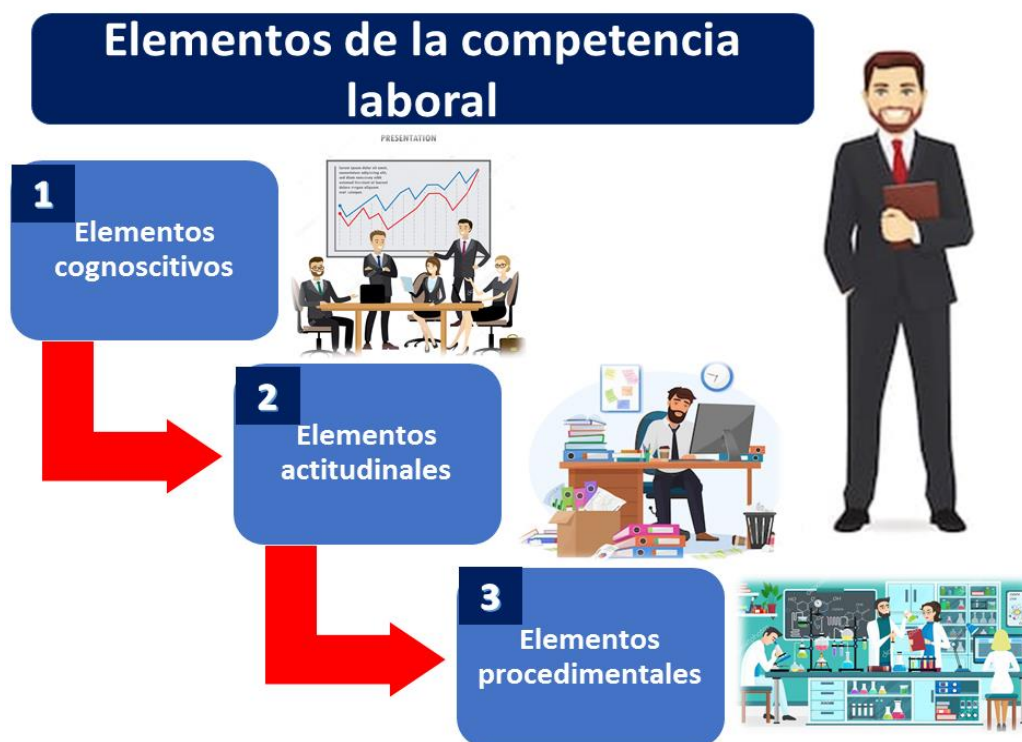 Elementos de la competencia
laboral
PRESENTATION
1
Elementos
cognoscitivos
2
Elementos
actitudinales
3
Elementos
procedimentales